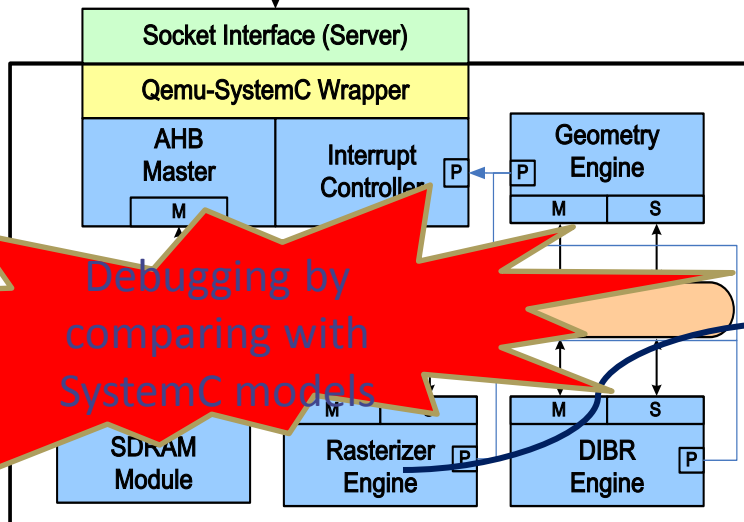 Socket Interface (Server)
Qemu-SystemC Wrapper
AHB
Master
M
Interrupt
Controller
P
Geometry
Engine
P
M
S
Debugging by
comparing with
SystemC models
SDRAM
Module
M
S
Rasterizer
Engine
P
M
S
DIBR
Engine
P